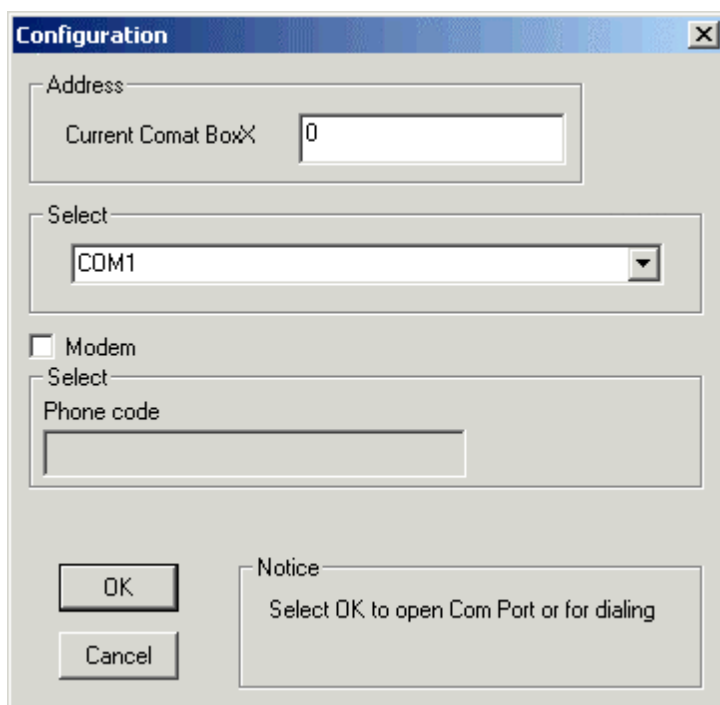 Configuration
Address
Current Comat BoxX
0
Select
COM1
Modem
Select
Phone code
OK
Cancel
Notice
Select OK to open Com Port or for dialing